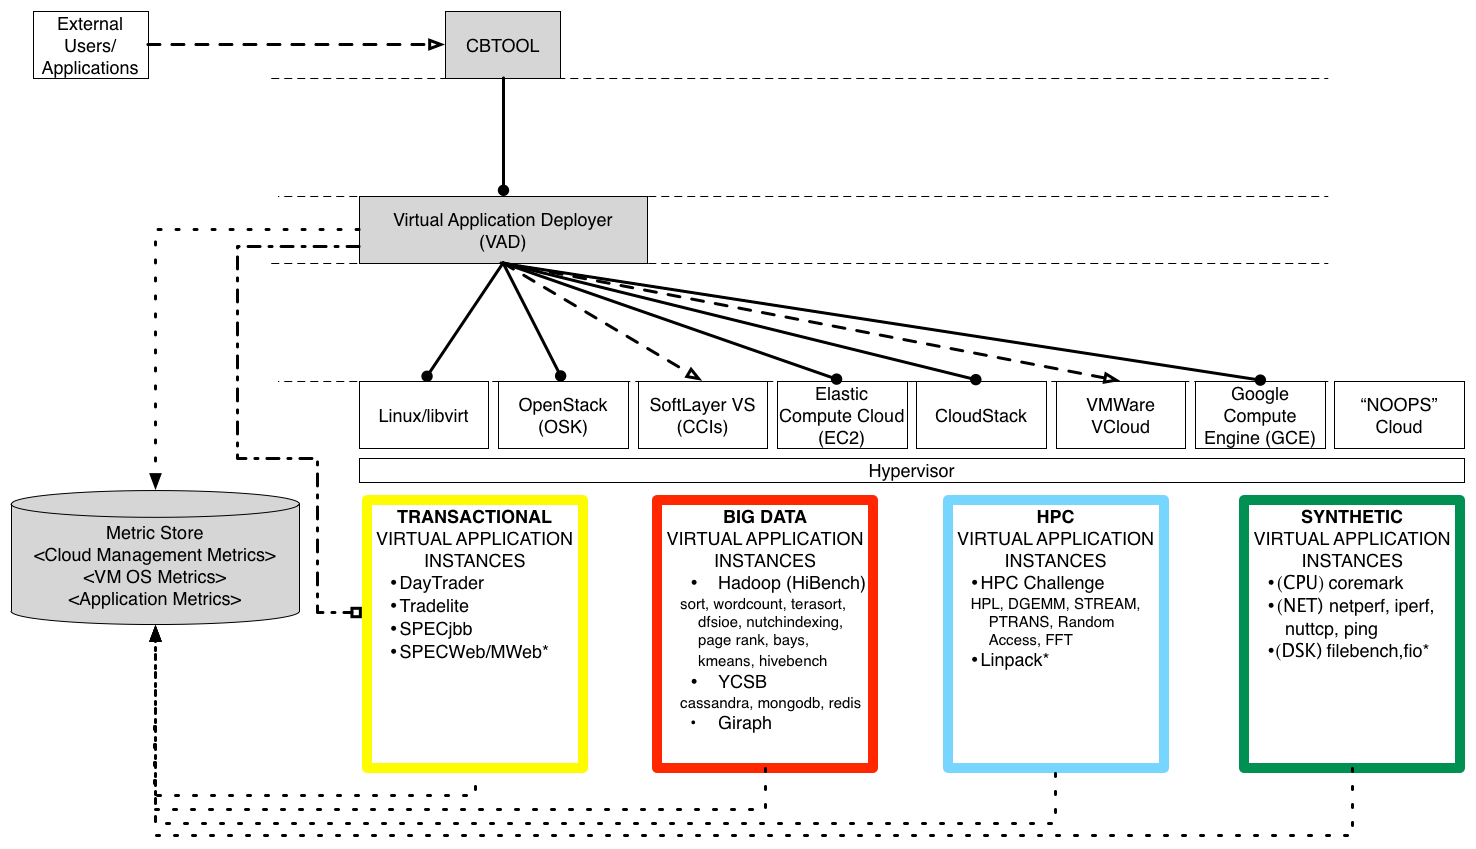 External
Users/
Applications
CBTOOL
Virtual Application Deployer
(VAD)
Linux/libvirt
OpenStack
(OSK)
SoftLayer VS
(CCIs)
Elastic
Compute Cloud
(EC2)
CloudStack
VMWare
VCloud
Google
Compute
Engine (GCE)
“NOOPS”
Cloud
Hypervisor
Metric Store
<Cloud Management Metrics>
<VM OS Metrics>
<Application Metrics>
TRANSACTIONAL
VIRTUAL APPLICATION
INSTANCES
•DayTrader
•Tradelite
•SPECjbb
•SPECWeb/MWeb*
BIG DATA
VIRTUAL APPLICATION
INSTANCES
• Hadoop (HiBench)
sort, wordcount, terasort,
dfsioe, nutchindexing,
page rank, bays,
kmeans, hivebench
• YCSB
cassandra, mongodb, redis
• Giraph
HPC
VIRTUAL APPLICATION
INSTANCES
•HPC Challenge
HPL, DGEMM, STREAM,
PTRANS, Random
Access, FFT
•Linpack*
SYNTHETIC
VIRTUAL APPLICATION
INSTANCES
•(CPU) coremark
•(NET) netperf, iperf,
nuttcp, ping
•(DSK) filebench,fio*